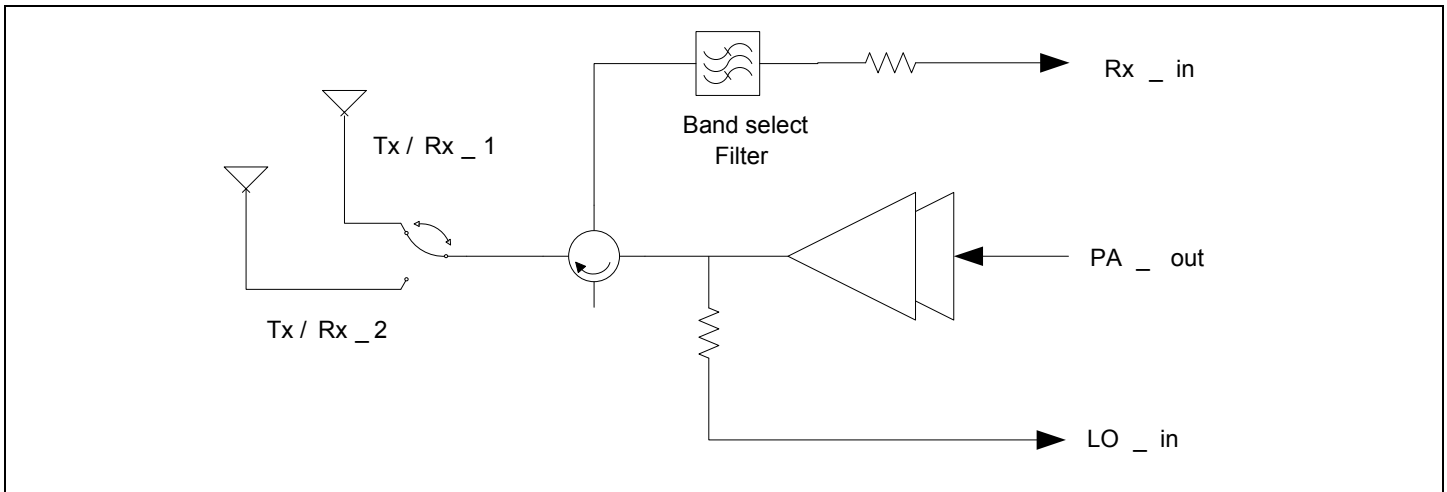 Rx _ in
Band select
Filter
Tx / Rx _ 1
PA _ out
Tx / Rx _ 2
LO _ in